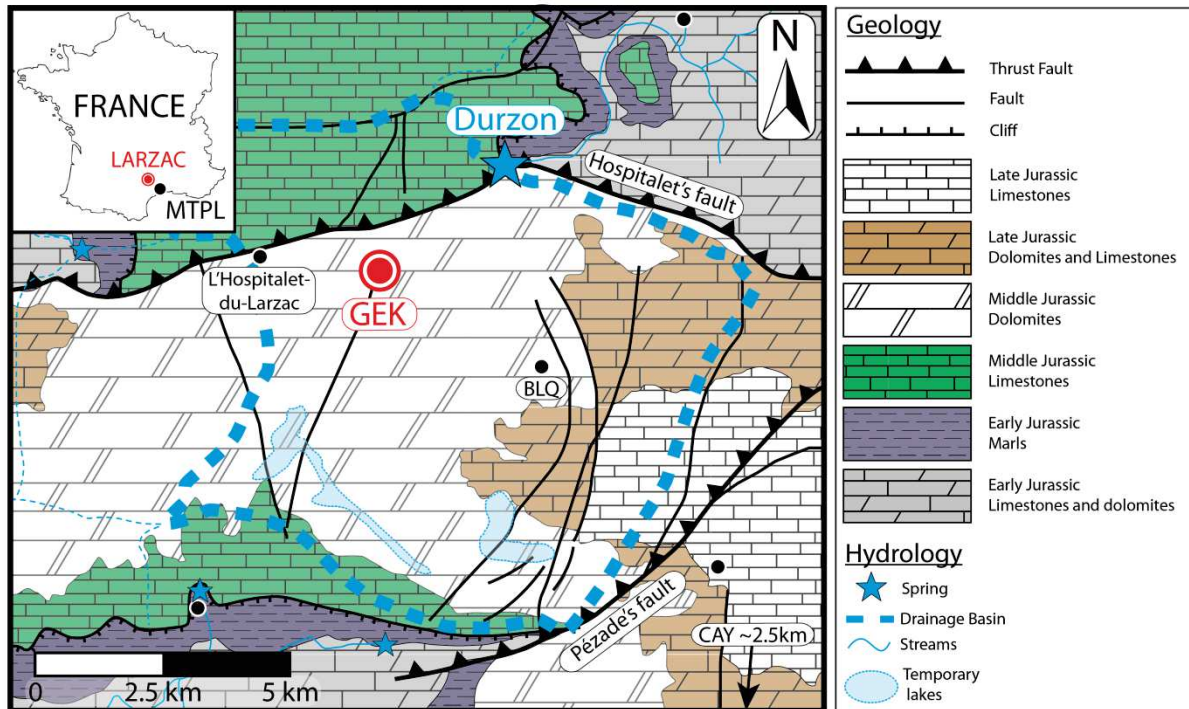 FRANCE
LARZAC
MTPL
N
Durzon
Hospitalet's fault
L'Hospitalet-
du-Larzac
GEK
BLQ
Pézade's fault
CAY ~2.5km
0
2.5 km
5 km
Geology
Thrust Fault
Fault
Cliff
Late Jurassic
Limestones
Late Jurassic
Dolomites and Limestones
Middle Jurassic
Dolomites
Middle Jurassic
Limestones
Early Jurassic
Marls
Early Jurassic
Limestones and dolomites
Hydrology
Spring
Drainage Basin
Streams
Temporary
lakes